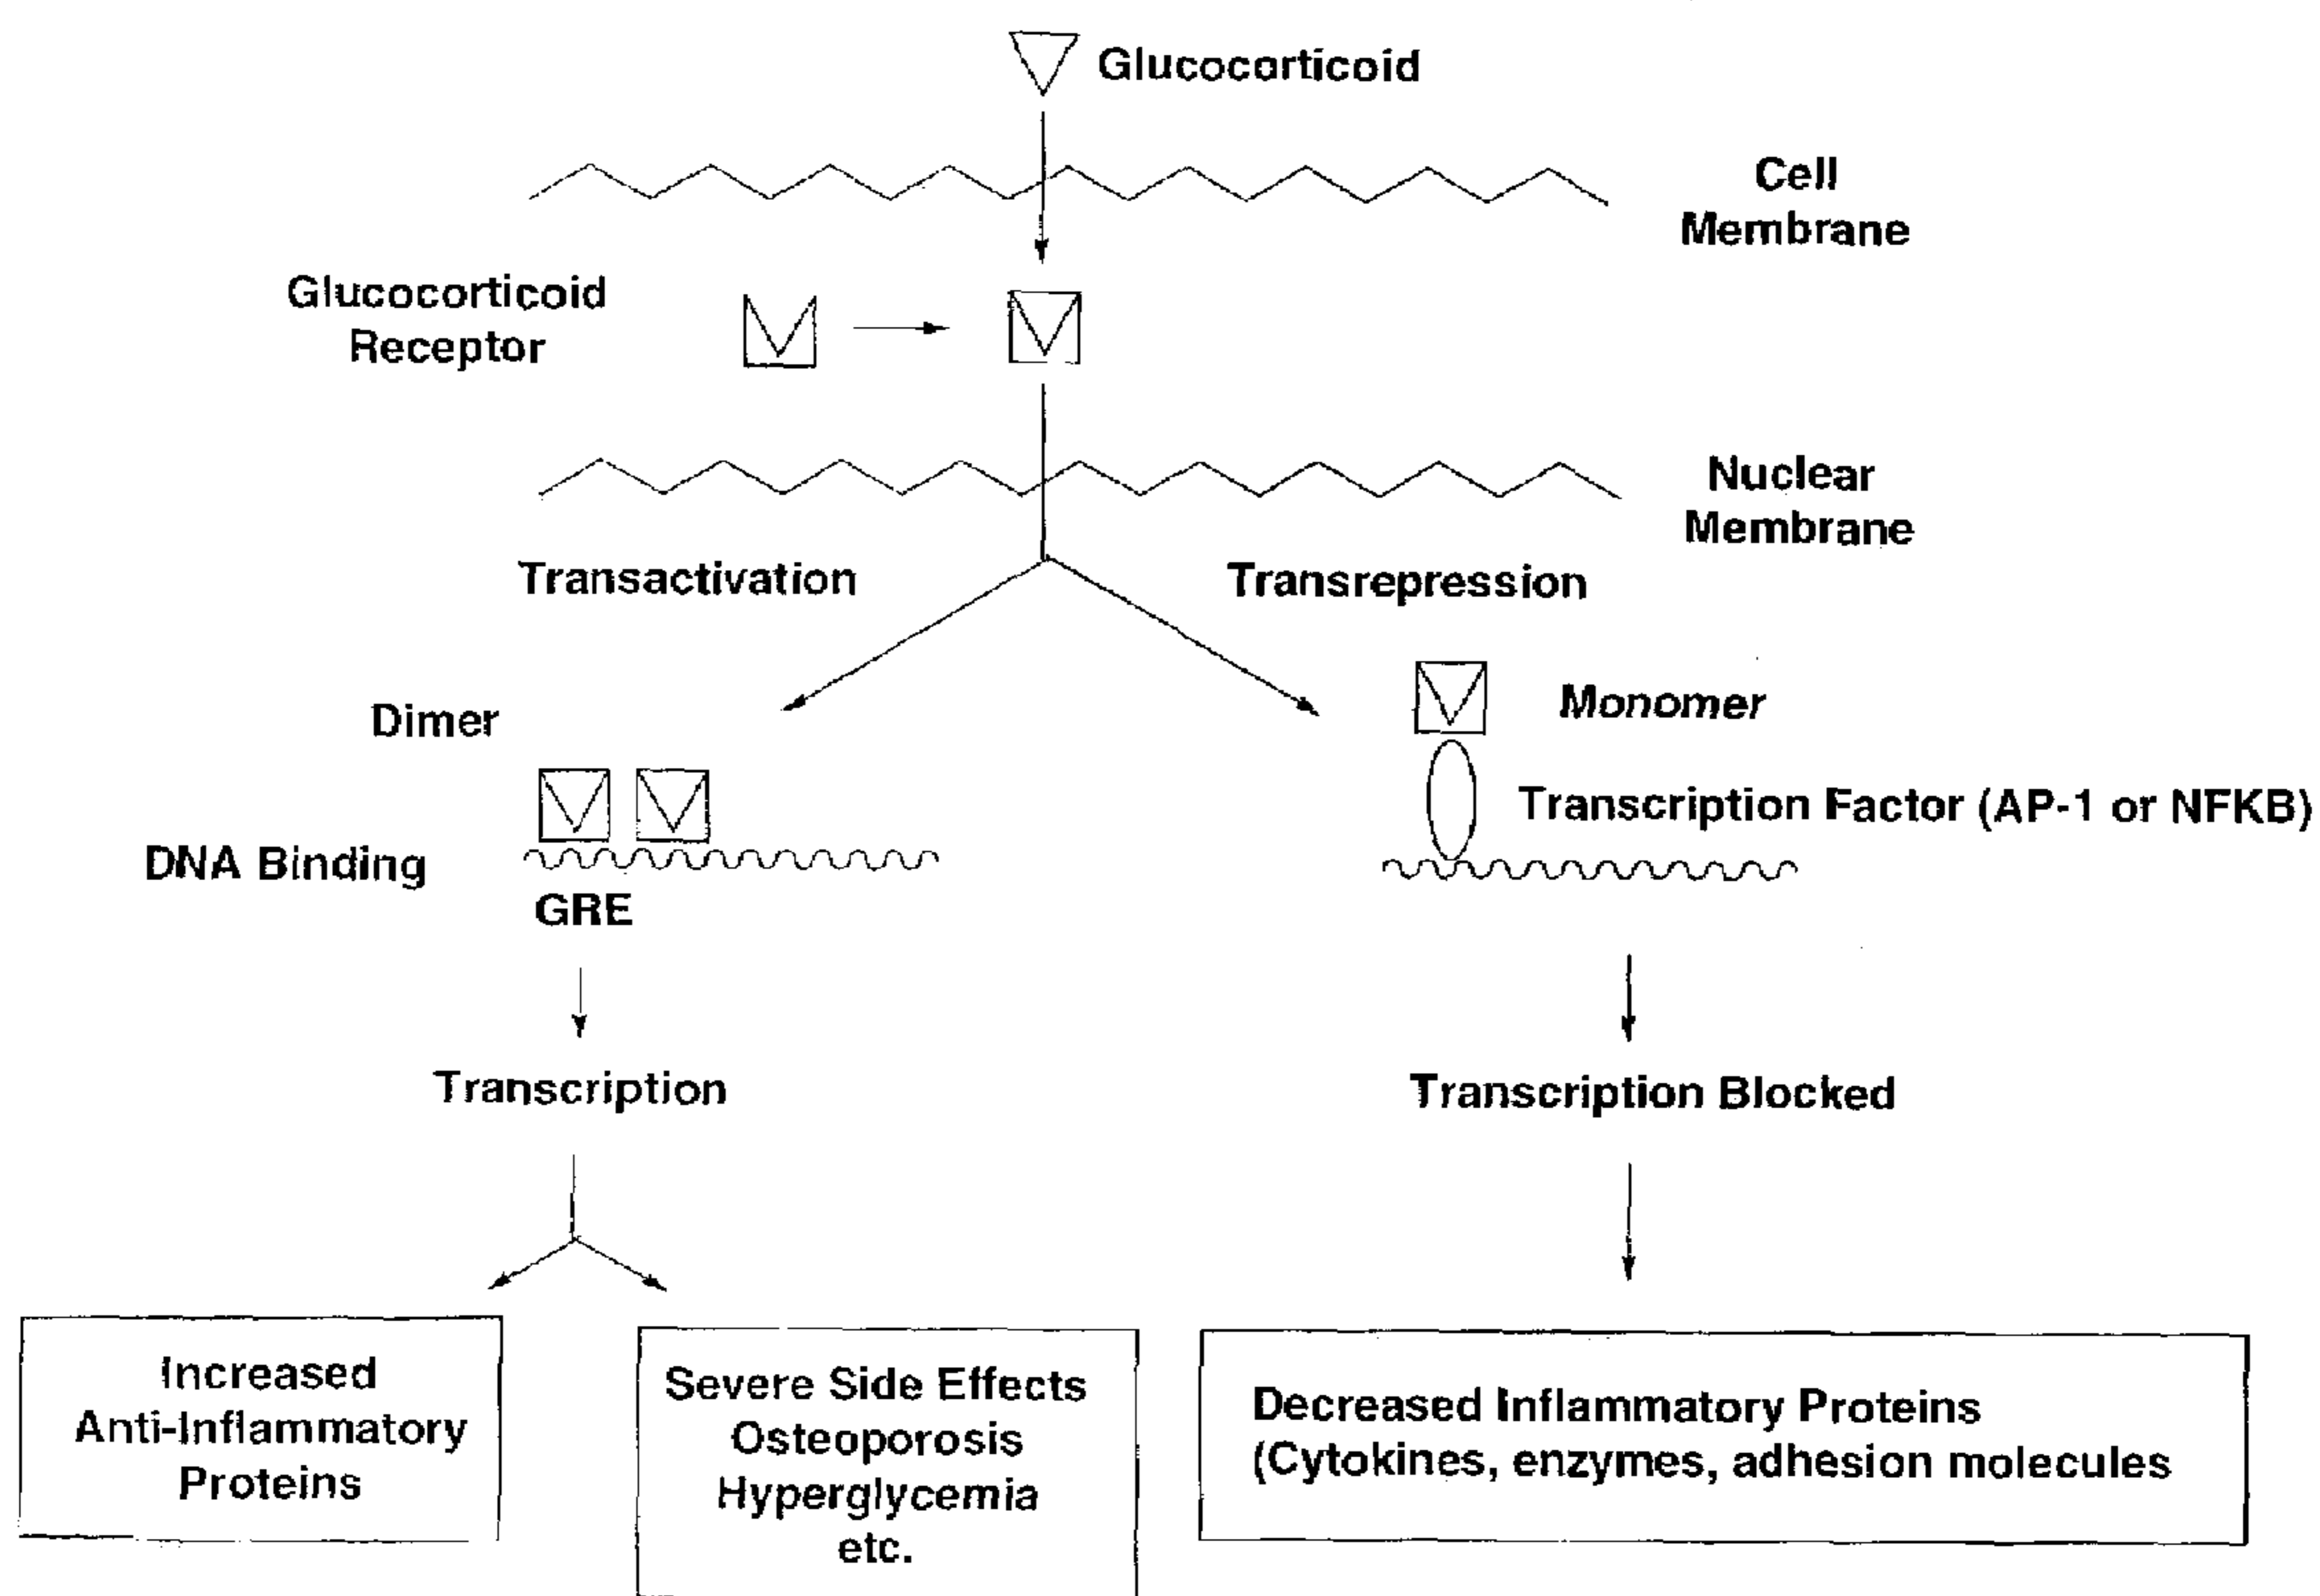 Glucocorticoid
Cell
Membrane
Glucocorticoid
Receptor
Nuclear
Membrane
Transactivation
Transrepression
Dimer
Monomer
Transcription Factor (AP-1 or NFKB)
DNA Binding
GRE
Transcription
Transcription Blocked
Increased
Anti-Inflammatory
Proteins
Severe Side Effects
Osteoporosis
Hyperglycemia
etc.
Decreased Inflammatory Proteins
(Cytokines, enzymes, adhesion molecules